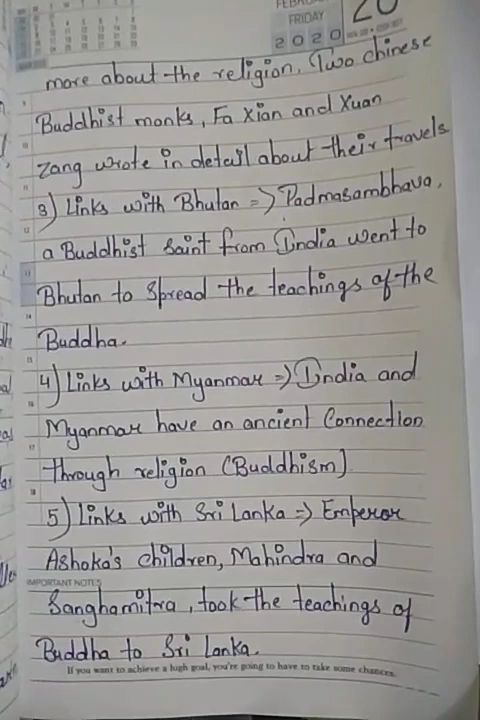 FRIDAY
2020
more about the religion. Two chinese
Buddhist monks, Fa Xian and Xuan
zang wrote in detail about their travels
3) Links with Bhutan => Padmasambhava,
a Buddhist Saint from India went to
Bhutan to Spread the teachings of the
Buddha.
4) Links with Myanmar => India and
Myanmar have an ancient Connection
through religion (Buddhism).
5) Links with Sri Lanka => Emperor
Ashoka's children, Mahindra and
IMPORTANT NOTES
Sanghamitra, took the teachings of
Buddha to Sri Lanka.
If you want to achieve a high goal, you're going to have to take some chances.